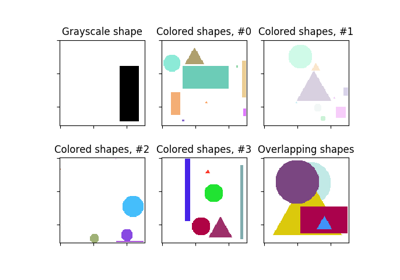 Grayscale shape
Colored shapes, #0
Colored shapes, #1
Colored shapes, #2
Colored shapes, #3
Overlapping shapes